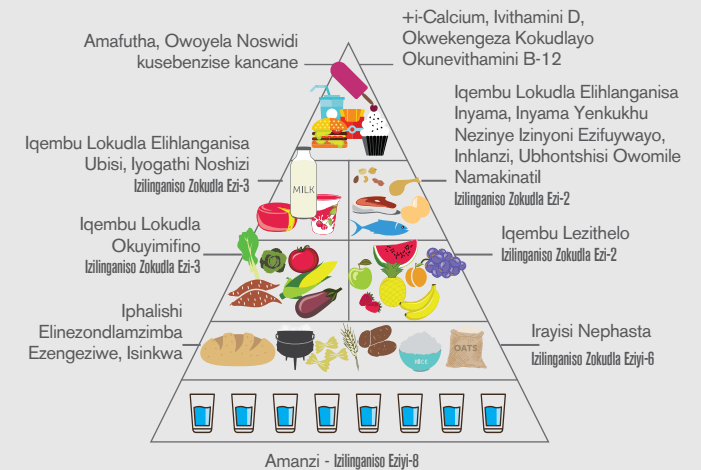 Amafutha, Owoyela Noswidi
kusebenzise kancane
+i-Calcium, Ivithamini D,
Okwekengeza Kokudlayo
Okunevithamini B-12
Iqembu Lokudla Elihlanganisa
Inyama, Inyama Yenkukhu
Nezinye Izinyoni Ezifuywayo,
Inhlanzi, Ubhontshisi Owomile
Namakinatil
Izilinganiso Zokudla Ezi-2
Iqembu Lokudla Elihlanganisa
Ubisi, Iyogathi Noshizi
Izilinganiso Zokudla Ezi-3
MILK
Iqembu Lokudla
Okuyimifino
Izilinganiso Zokudla Ezi-3
Iqembu Lezithelo
Izilinganiso Zokudla Ezi-2
Iphalishi
Elinezondlamzimba
Ezengeziwe, Isinkwa
Irayisi Nephasta
Izilinganiso Zokudla Eziyi-6
RICE
OATS
Amanzi - Izilinganiso Eziyi-8